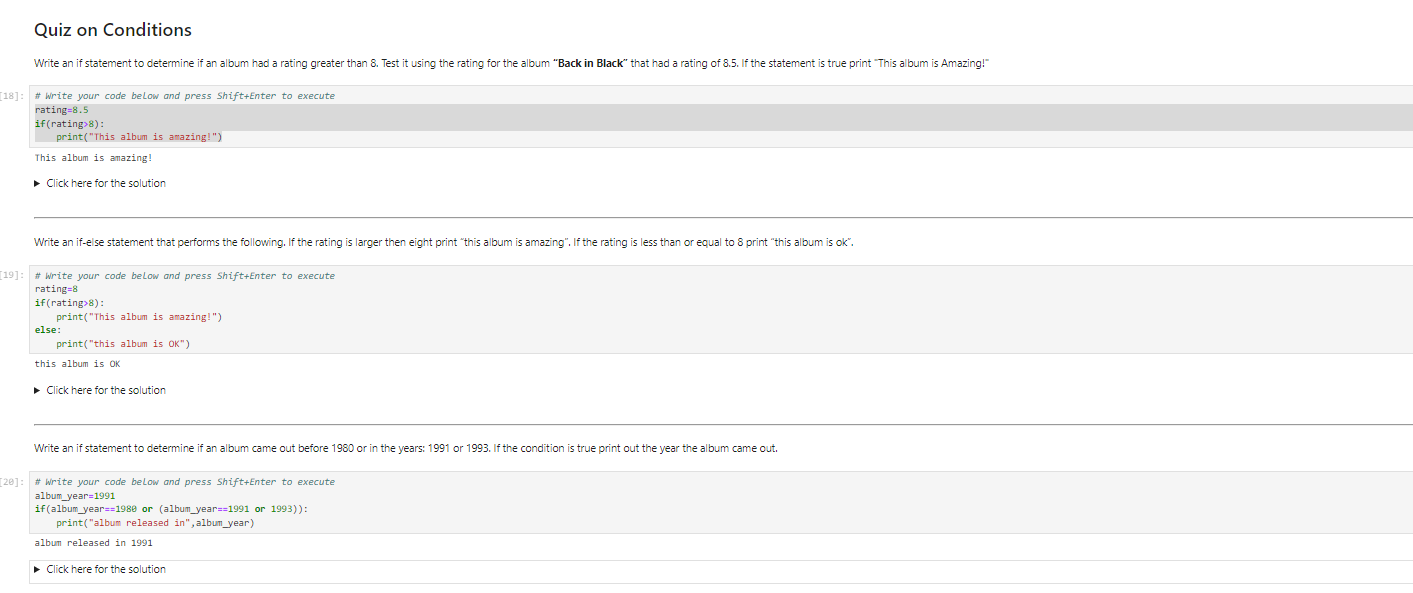 Quiz on Conditions
Write an if statement to determine if an album had a rating greater than 8. Test it using the rating for the album "Back in Black" that had a rating of 8.5. If the statement is true print "This album is Amazing!"
[18]:
# Write your code below and press Shift+Enter to execute
rating=8.5
if(rating>8):
    print("This album is amazing!")
This album is amazing!
▶ Click here for the solution
Write an if-else statement that performs the following. If the rating is larger then eight print "this album is amazing". If the rating is less than or equal to 8 print "this album is ok".
[19]:
# Write your code below and press Shift+Enter to execute
rating=8
if(rating>8):
    print("This album is amazing!")
else:
    print("this album is OK")
this album is OK
▶ Click here for the solution
Write an if statement to determine if an album came out before 1980 or in the years: 1991 or 1993. If the condition is true print out the year the album came out.
[20]:
# Write your code below and press Shift+Enter to execute
album_year=1991
if(album_year==1980 or (album_year==1991 or 1993)):
    print("album released in",album_year)
album released in 1991
▶ Click here for the solution